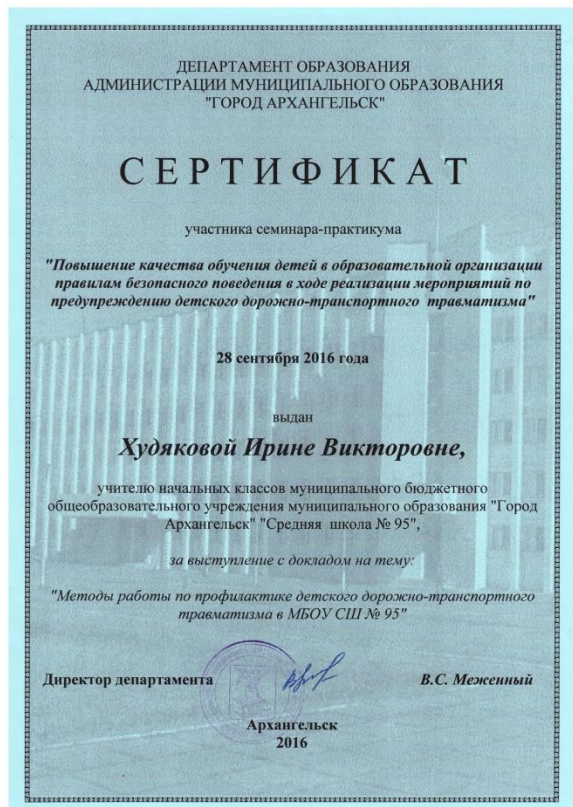 ДЕПАРТАМЕНТ ОБРАЗОВАНИЯ
АДМИНИСТРАЦИИ МУНИЦИПАЛЬНОГО ОБРАЗОВАНИЯ
"ГОРОД АРХАНГЕЛЬСК"
СЕРТИФИКАТ
участника семинара-практикума
"Повышение качества обучения детей в образовательной организации
правилам безопасного поведения в ходе реализации мероприятий по
предупреждению детского дорожно-транспортного травматизма"
28 сентября 2016 года
выдан
Худяковой Ирине Викторовне,
учителю начальных классов муниципального бюджетного
общеобразовательного учреждения муниципального образования "Город
Архангельск" "Средняя школа № 95",
за выступление с докладом на тему:
"Методы работы по профилактике детского дорожно-транспортного
травматизма в МБОУ СШ № 95"
Директор департамента В.С. Меженный
Архангельск
2016